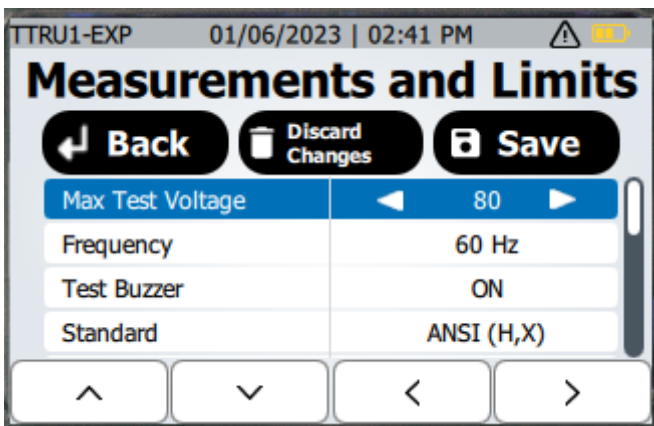 TTRU1-EXP 01/06/2023 | 02:41 PM
Measurements and Limits
Back Discard Changes Save
Max Test Voltage 80
Frequency 60 Hz
Test Buzzer ON
Standard ANSI (H,X)